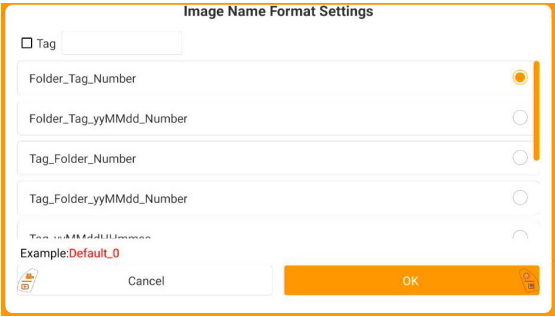 Image Name Format Settings
Tag
Folder_Tag_Number
Folder_Tag_yyMMdd_Number
Tag_Folder_Number
Tag_Folder_yyMMdd_Number
Example:Default_0
Cancel
OK